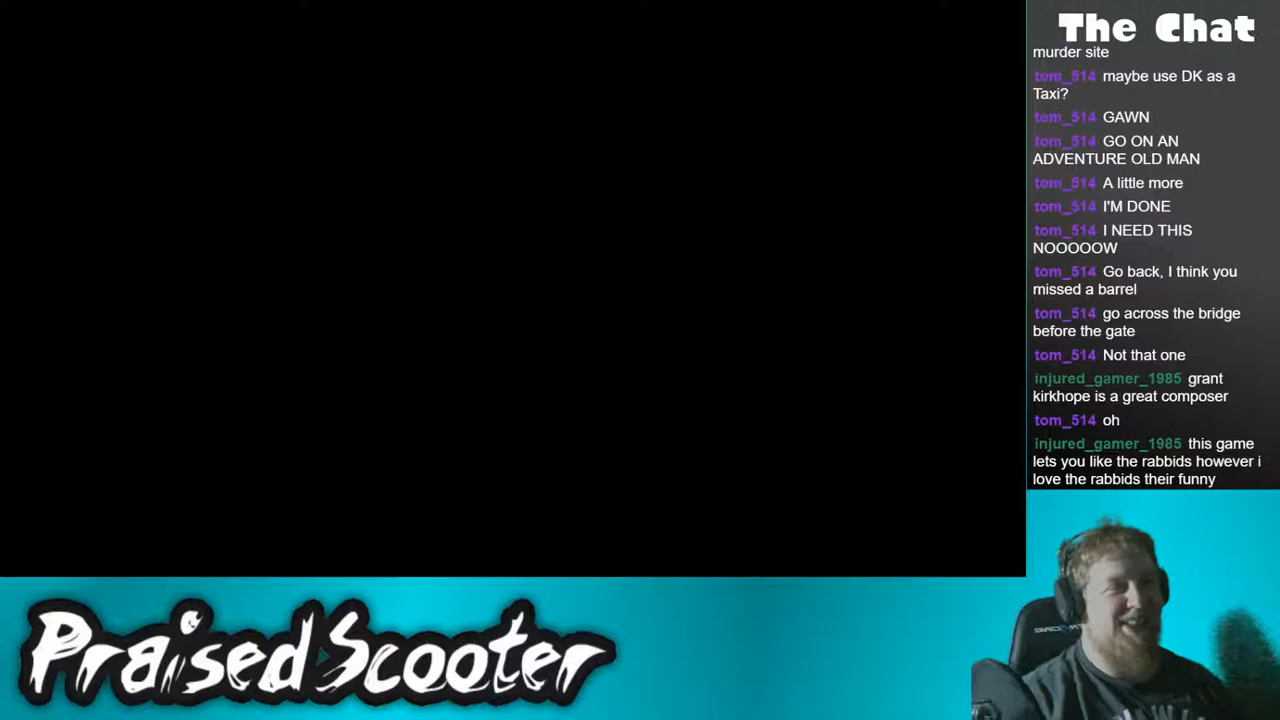 The Chat
murder site
tom_514 maybe use DK as a
Taxi?
tom_514 GAWN
tom_514 GO ON AN
ADVENTURE OLD MAN
tom_514 A little more
tom_514 I'M DONE
tom_514 I NEED THIS
NOOOOOW
tom_514 Go back, I think you
missed a barrel
tom_514 go across the bridge
before the gate
tom_514 Not that one
injured_gamer_1985 grant
kirkhope is a great composer
tom_514 oh
injured_gamer_1985 this game
lets you like the rabbids however i
love the rabbids their funny
PraisedScooter